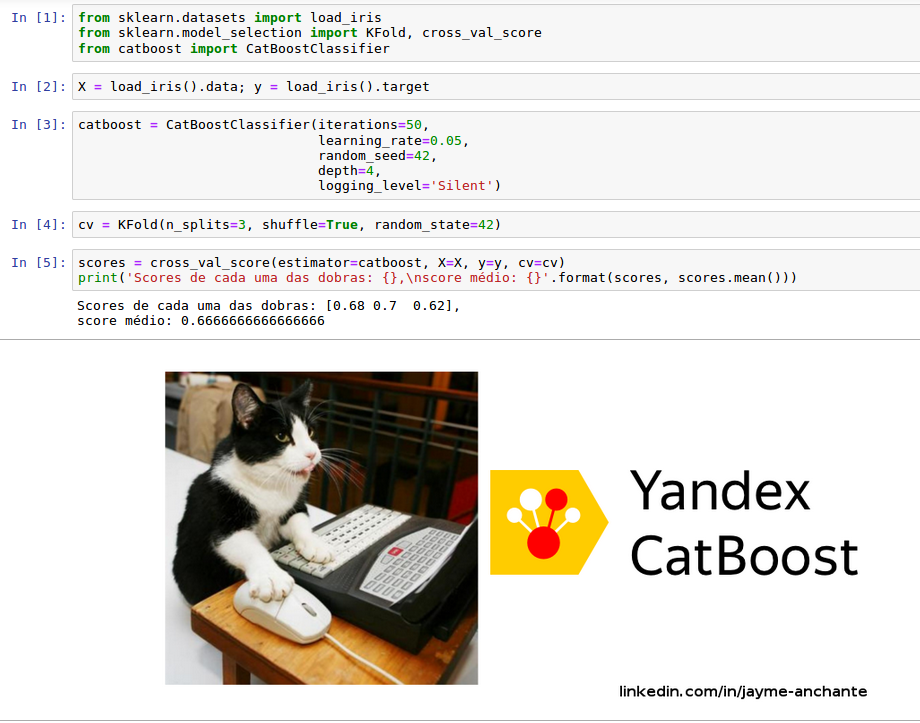 In [1]: from sklearn.datasets import load_iris
from sklearn.model_selection import KFold, cross_val_score
from catboost import CatBoostClassifier
In [2]: X = load_iris().data; y = load_iris().target
In [3]: catboost = CatBoostClassifier(iterations=50,
learning_rate=0.05,
random_seed=42,
depth=4,
logging_level='Silent')
In [4]: cv = KFold(n_splits=3, shuffle=True, random_state=42)
In [5]: scores = cross_val_score(estimator=catboost, X=X, y=y, cv=cv)
print('Scores de cada uma das dobras: {},\nscore médio: {}'.format(scores, scores.mean()))
Scores de cada uma das dobras: [0.68 0.7  0.62],
score médio: 0.6666666666666666
Yandex
CatBoost
linkedin.com/in/jayme-anchante